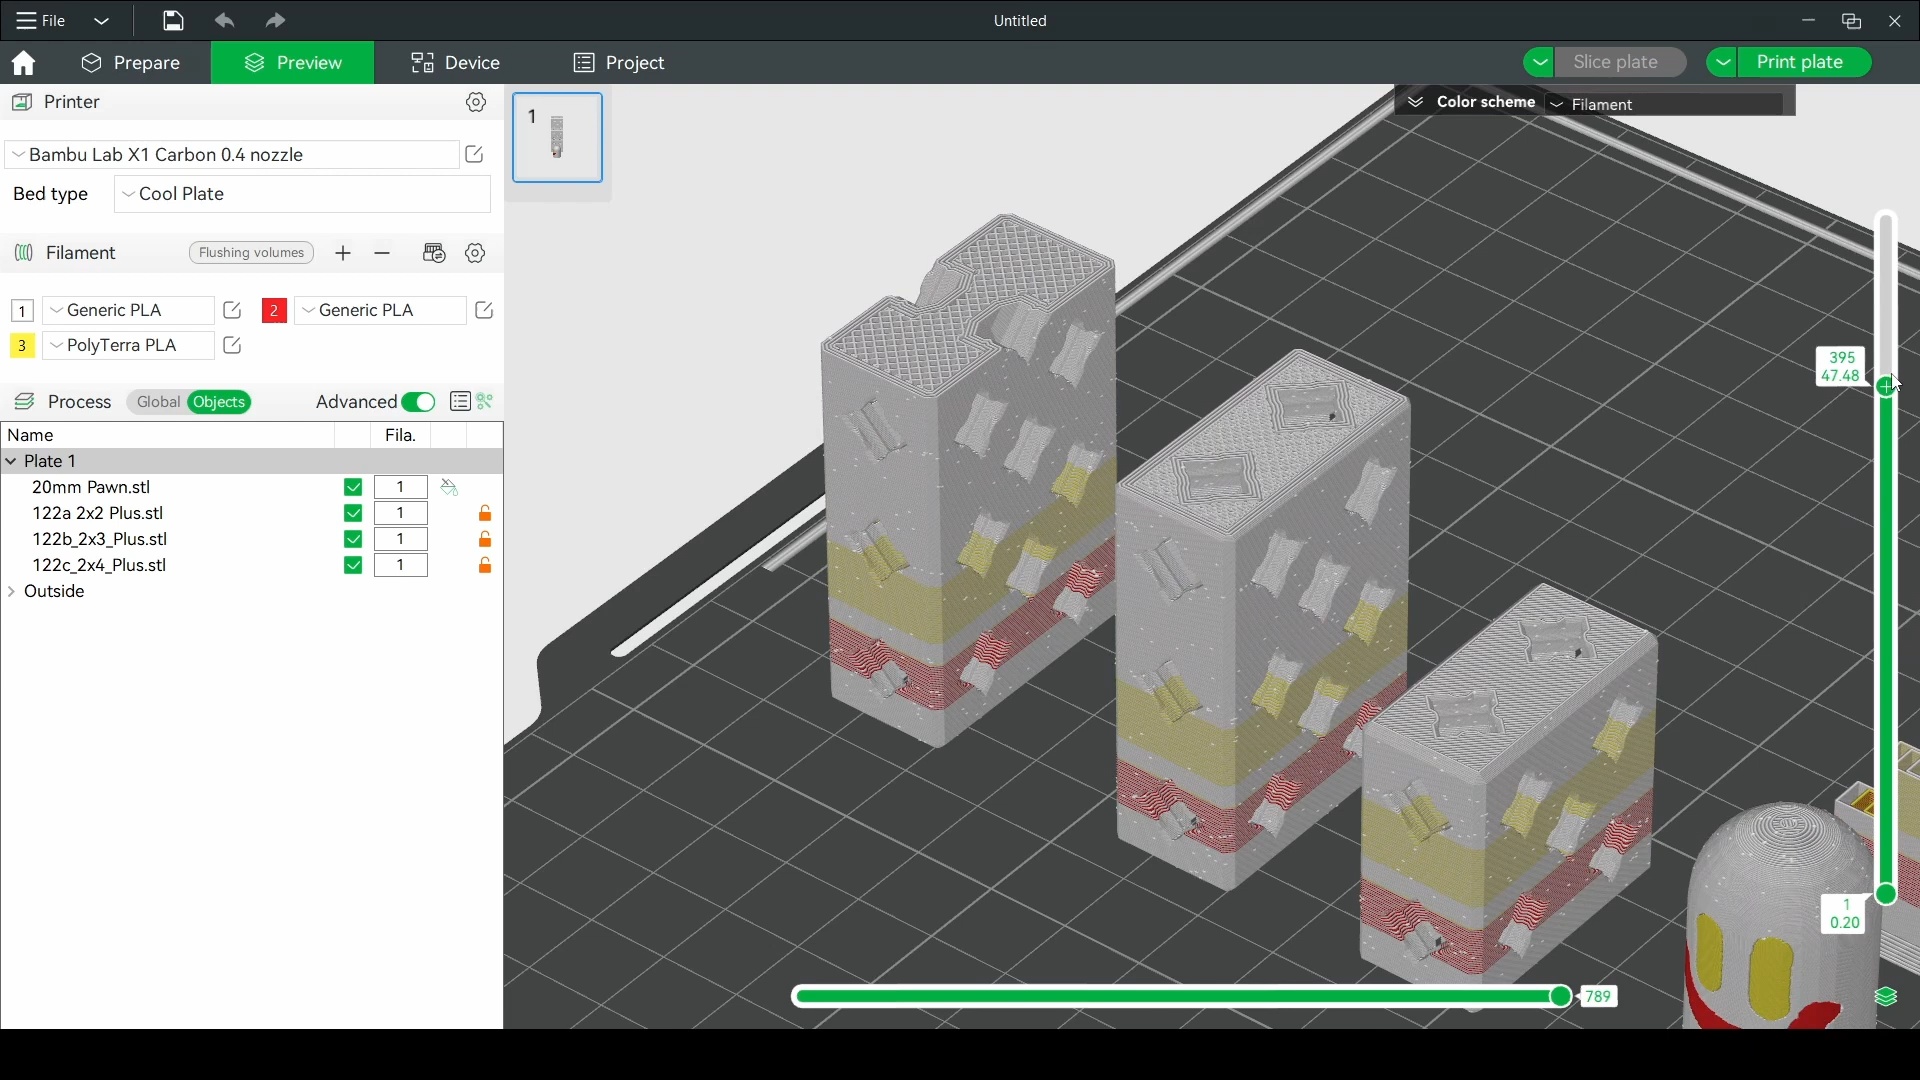 File
Untitled
Prepare
Preview
Device
Project
Slice plate
Print plate
Printer
1
Color scheme
Filament
Bambu Lab X1 Carbon 0.4 nozzle
Bed type
Cool Plate
Filament
Flushing volumes
1
Generic PLA
2
Generic PLA
3
PolyTerra PLA
395
47.48
Process
Global
Objects
Advanced
Name
Fila.
Plate 1
20mm Pawn.stl
1
122a 2x2 Plus.stl
1
122b_2x3_Plus.stl
1
122c_2x4_Plus.stl
1
Outside
1
0.20
789